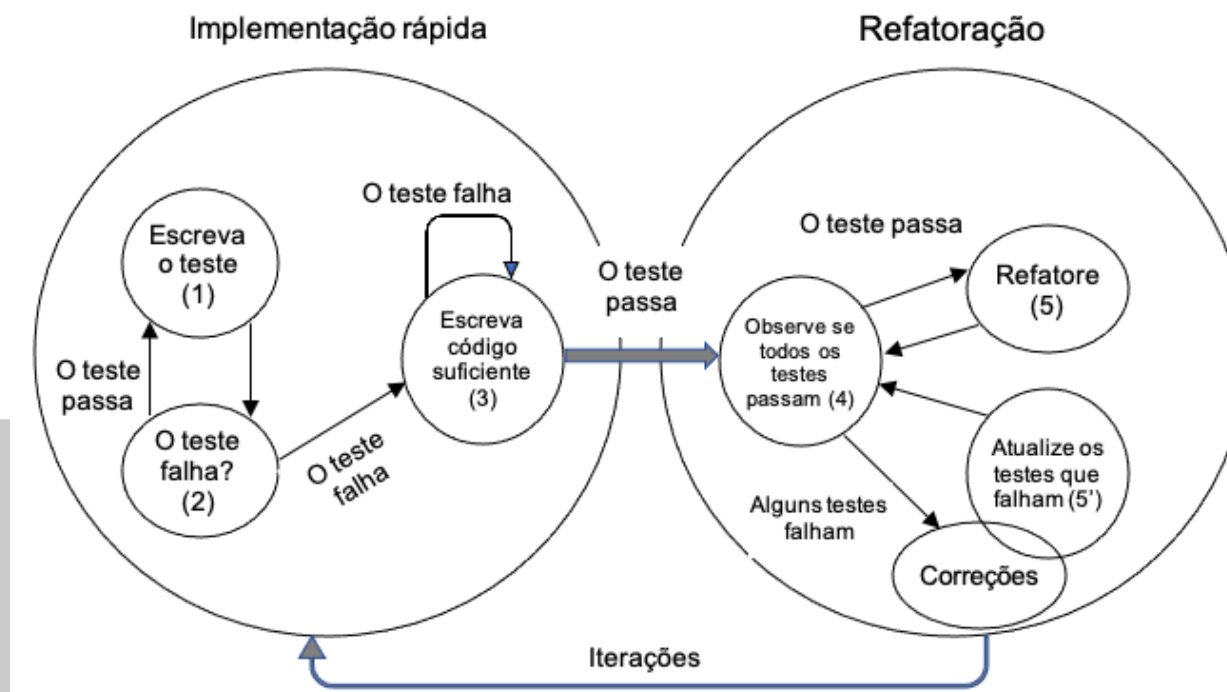 Implementação rápida
Refatoração
O teste falha
Escreva
o teste
(1)
O teste
passa
O teste
falha?
(2)
O teste
falha
Escreva
código
suficiente
(3)
O teste
passa
Observe se
todos os
testes
passam (4)
O teste passa
Refatore
(5)
Atualize os
testes que
falham (5’)
Alguns testes
falham
Correções
Iterações